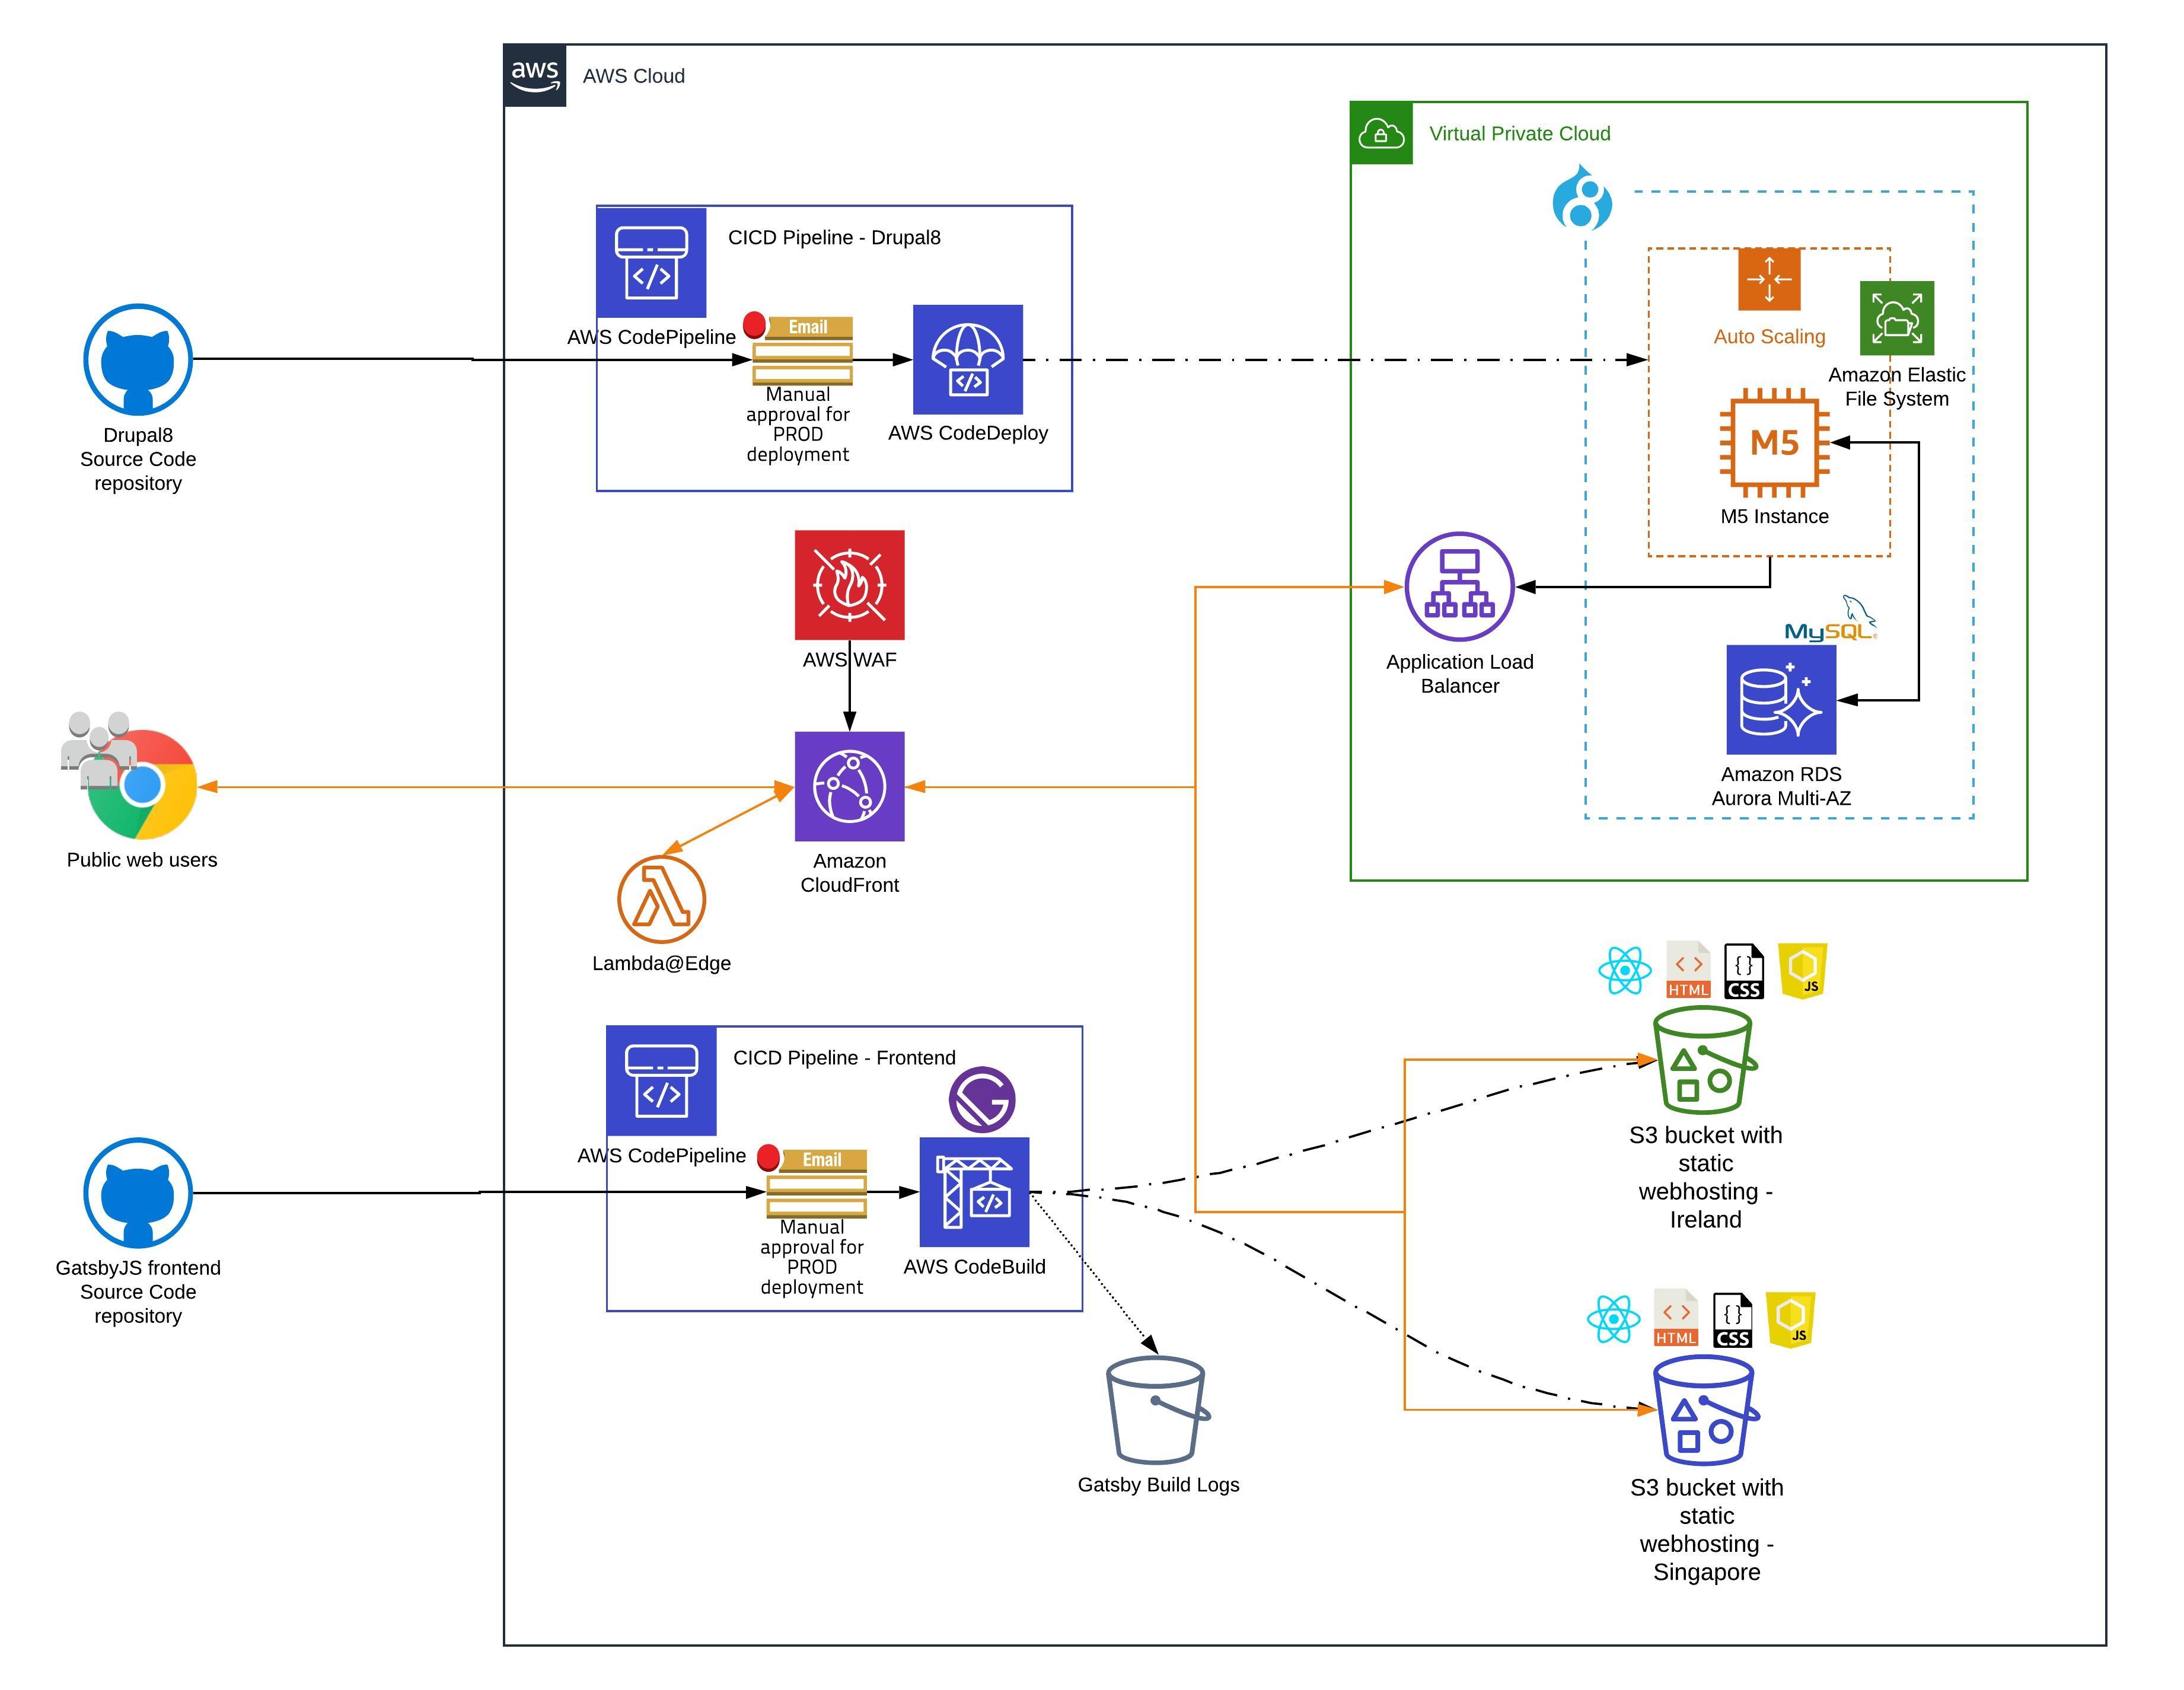 aws
AWS Cloud
Virtual Private Cloud
CICD Pipeline - Drupal8
AWS CodePipeline
Email
Manual
approval for
PROD
deployment
AWS CodeDeploy
Drupal8
Source Code
repository
Auto Scaling
Amazon Elastic
File System
M5
M5 Instance
AWS WAF
Application Load
Balancer
MySQL
Amazon RDS
Aurora Multi-AZ
Public web users
Amazon
CloudFront
Lambda@Edge
HTML
{ }
CSS
JS
CICD Pipeline - Frontend
AWS CodePipeline
Email
Manual
approval for
PROD
deployment
AWS CodeBuild
GatsbyJS frontend
Source Code
repository
S3 bucket with
static
webhosting -
Ireland
HTML
{ }
CSS
JS
Gatsby Build Logs
S3 bucket with
static
webhosting -
Singapore